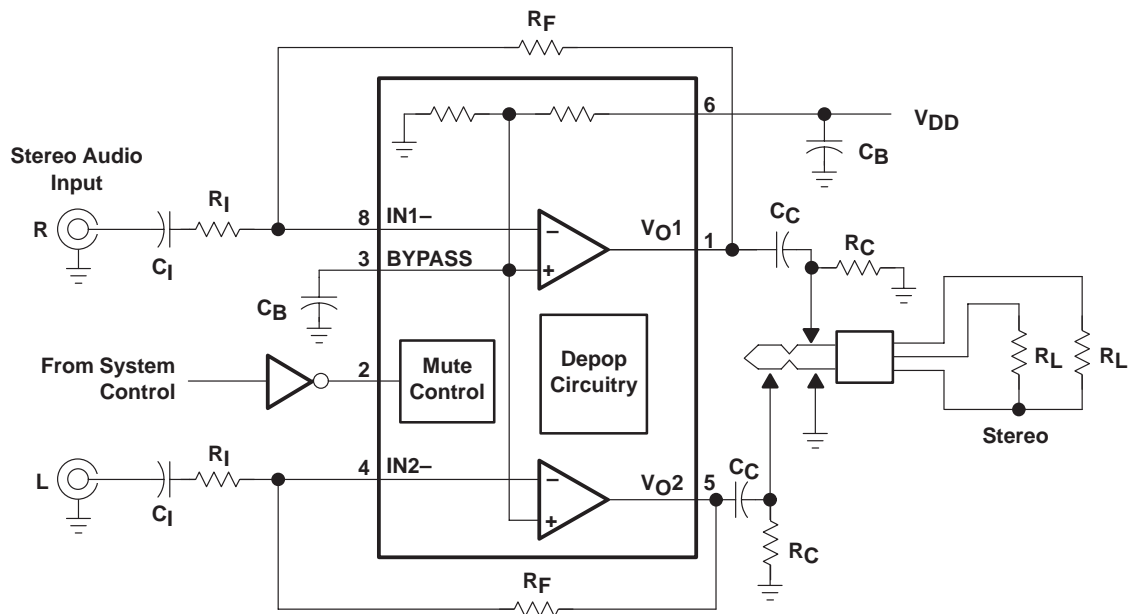 RF
6
VDD
CB
Stereo Audio
Input
R
CI
RI
8
IN1–
3
BYPASS
CB
VO1
1
CC
RC
From System
Control
2
Mute
Control
Depop
Circuitry
RL
RL
Stereo
L
CI
RI
4
IN2–
VO2
5
CC
RC
RF
–
+
–
+